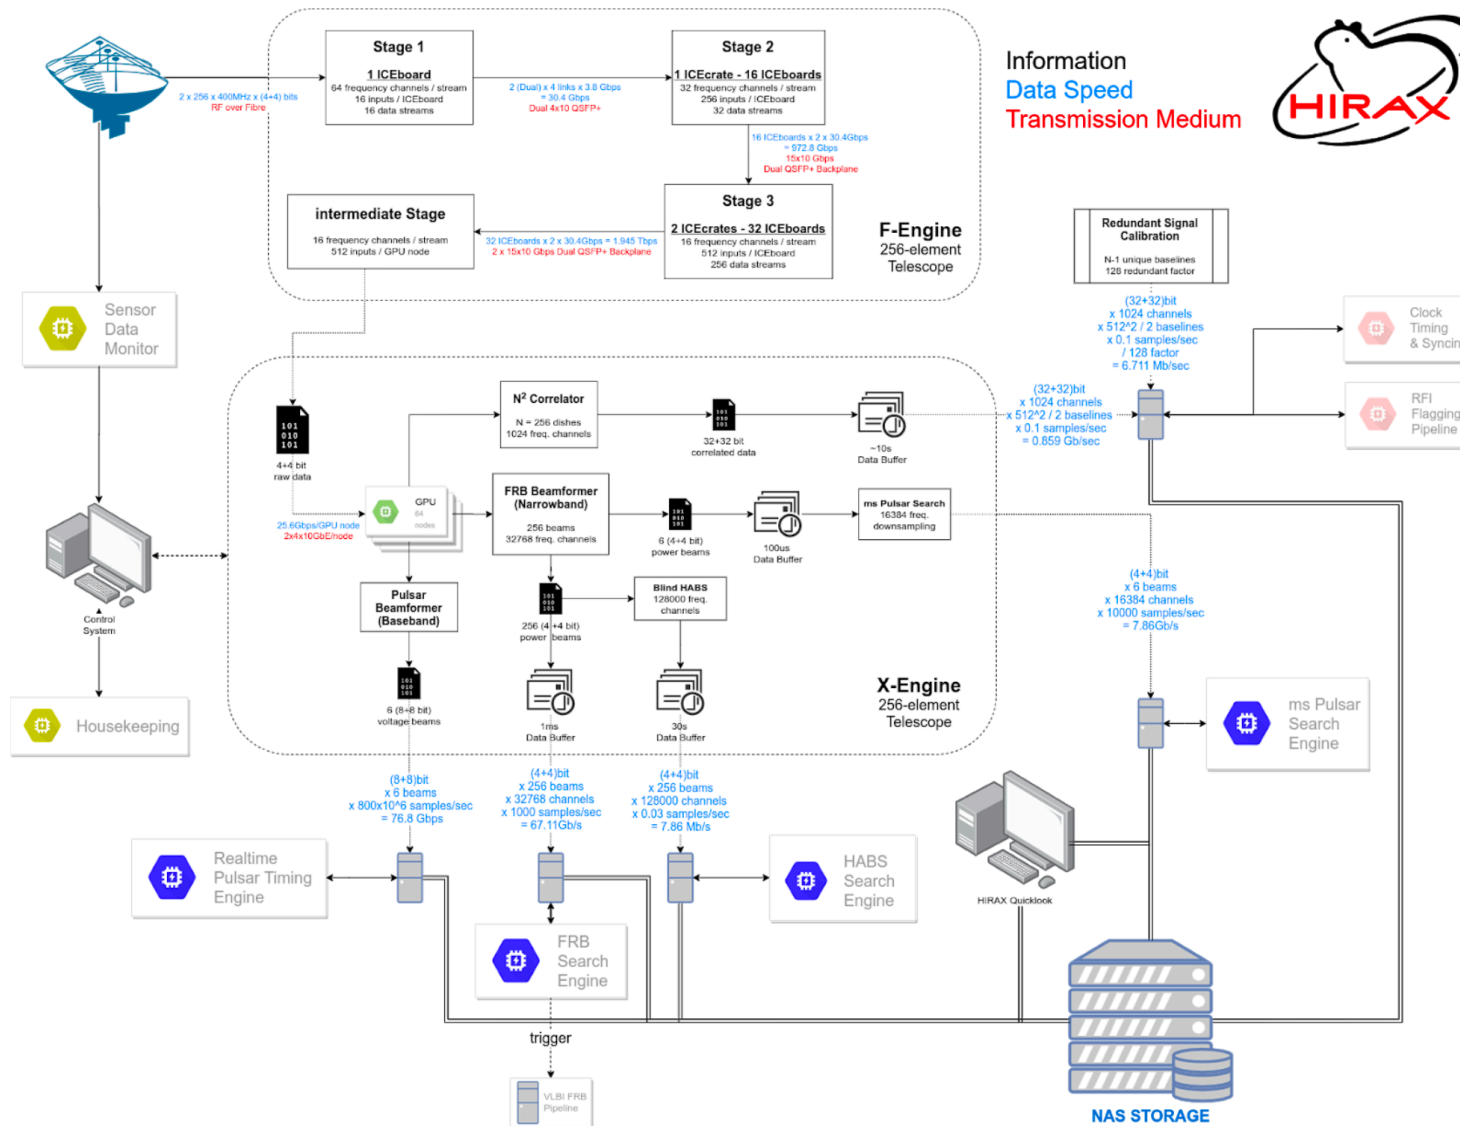 Information
Data Speed
Transmission Medium
HIRAX
2 x 256 x 400MHz x (4+4) bits
RF over Fibre
Stage 1
1 ICEboard
64 frequency channels / stream
16 inputs / ICEboard
16 data streams
2 (Dual) x 4 links x 3.8 Gbps
= 30.4 Gbps
Dual 4x10 QSFP+
Stage 2
1 ICEcrate - 16 ICEboards
32 frequency channels / stream
256 inputs / ICEboard
32 data streams
16 ICEboards x 2 x 30.4Gbps
= 972.8 Gbps
15x10 Gbps
Dual QSFP+ Backplane
Stage 3
2 ICEcrates - 32 ICEboards
16 frequency channels / stream
512 inputs / ICEboard
256 data streams
32 ICEboards x 2 x 30.4Gbps = 1.945 Tbps
2 x 15x10 Gbps Dual QSFP+ Backplane
intermediate Stage
16 frequency channels / stream
512 inputs / GPU node
F-Engine
256-element
Telescope
Redundant Signal
Calibration
N-1 unique baselines
128 redundant factor
(32+32)bit
x 1024 channels
x 512^2 / 2 baselines
x 0.1 samples/sec
/ 128 factor
= 6.711 Mb/sec
Clock
Timing
& Syncin
RFI
Flagging
Pipeline
Sensor
Data
Monitor
Control
System
Housekeeping
101
010
101
4+4 bit
raw data
25.6Gbps/GPU node
2x4x10GbE/node
GPU
64
nodes
N² Correlator
N = 256 dishes
1024 freq. channels
101
010
101
32+32 bit
correlated data
~10s
Data Buffer
(32+32)bit
x 1024 channels
x 512^2 / 2 baselines
x 0.1 samples/sec
= 0.859 Gb/sec
FRB Beamformer
(Narrowband)
256 beams
32768 freq. channels
101
010
101
6 (4+4 bit)
power beams
100us
Data Buffer
ms Pulsar Search
16384 freq.
downsampling
Pulsar
Beamformer
(Baseband)
101
010
101
256 (4+4 bit)
power beams
Blind HABS
128000 freq.
channels
101
010
101
6 (8+8 bit)
voltage beams
1ms
Data Buffer
30s
Data Buffer
X-Engine
256-element
Telescope
(4+4)bit
x 6 beams
x 16384 channels
x 10000 samples/sec
= 7.86Gb/s
ms Pulsar
Search
Engine
(8+8)bit
x 6 beams
x 800x10^6 samples/sec
= 76.8 Gbps
(4+4)bit
x 256 beams
x 32768 channels
x 1000 samples/sec
= 67.11Gb/s
(4+4)bit
x 256 beams
x 128000 channels
x 0.03 samples/sec
= 7.86 Mb/s
Realtime
Pulsar Timing
Engine
FRB
Search
Engine
HABS
Search
Engine
HIRAX Quicklook
trigger
VLBI FRB
Pipeline
NAS STORAGE